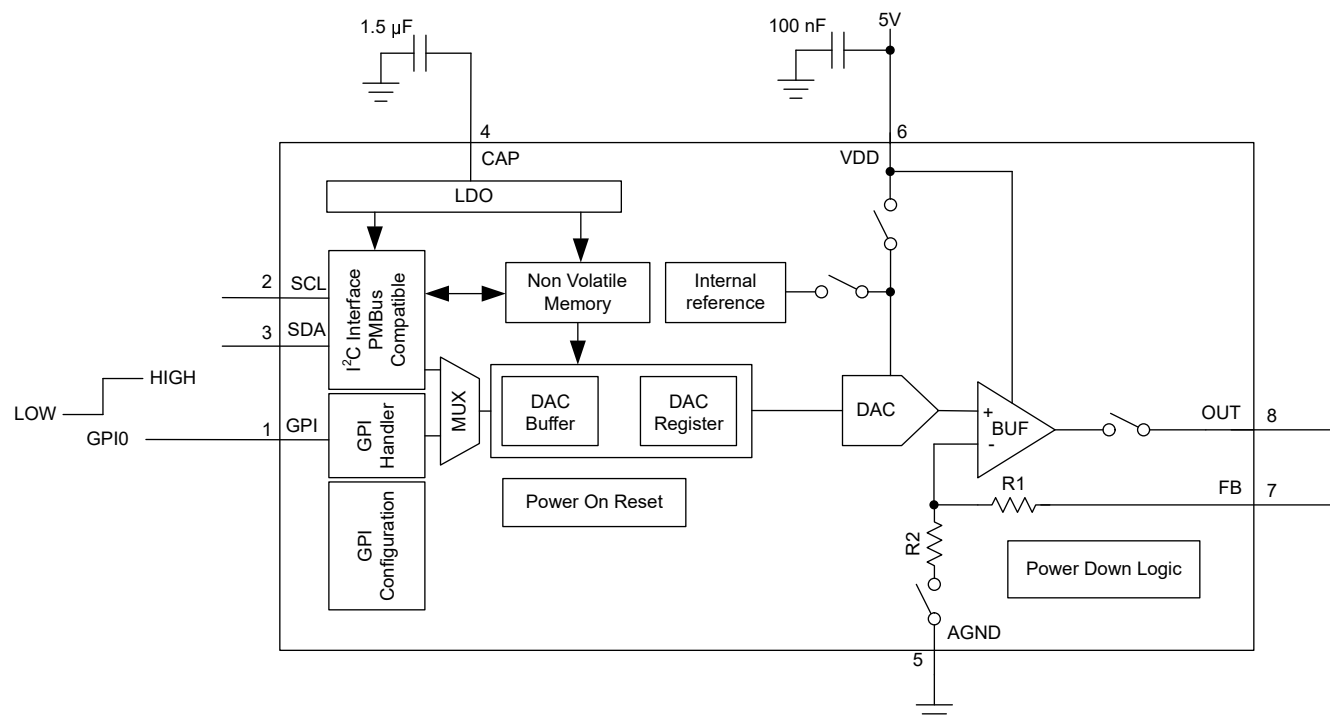 1.5 µF
100 nF
5V
4
6
CAP
VDD
LDO
2
SCL
3
SDA
I²C Interface
PMBus
Compatible
Non Volatile
Memory
Internal
reference
HIGH
LOW
GPI0
1
GPI
GPI
Handler
MUX
DAC
Buffer
DAC
Register
DAC
+
BUF
-
OUT
8
R1
FB
7
Power On Reset
R2
GPI
Configuration
Power Down Logic
AGND
5